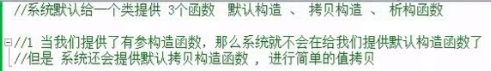 //系统默认给一个类提供 3个函数 默认构造 、 拷贝构造 、 析构函数
//1 当我们提供了有参构造函数，那么系统就不会在给我们提供默认构造函数了
//但是 系统还会提供默认拷贝构造函数 ，进行简单的值拷贝